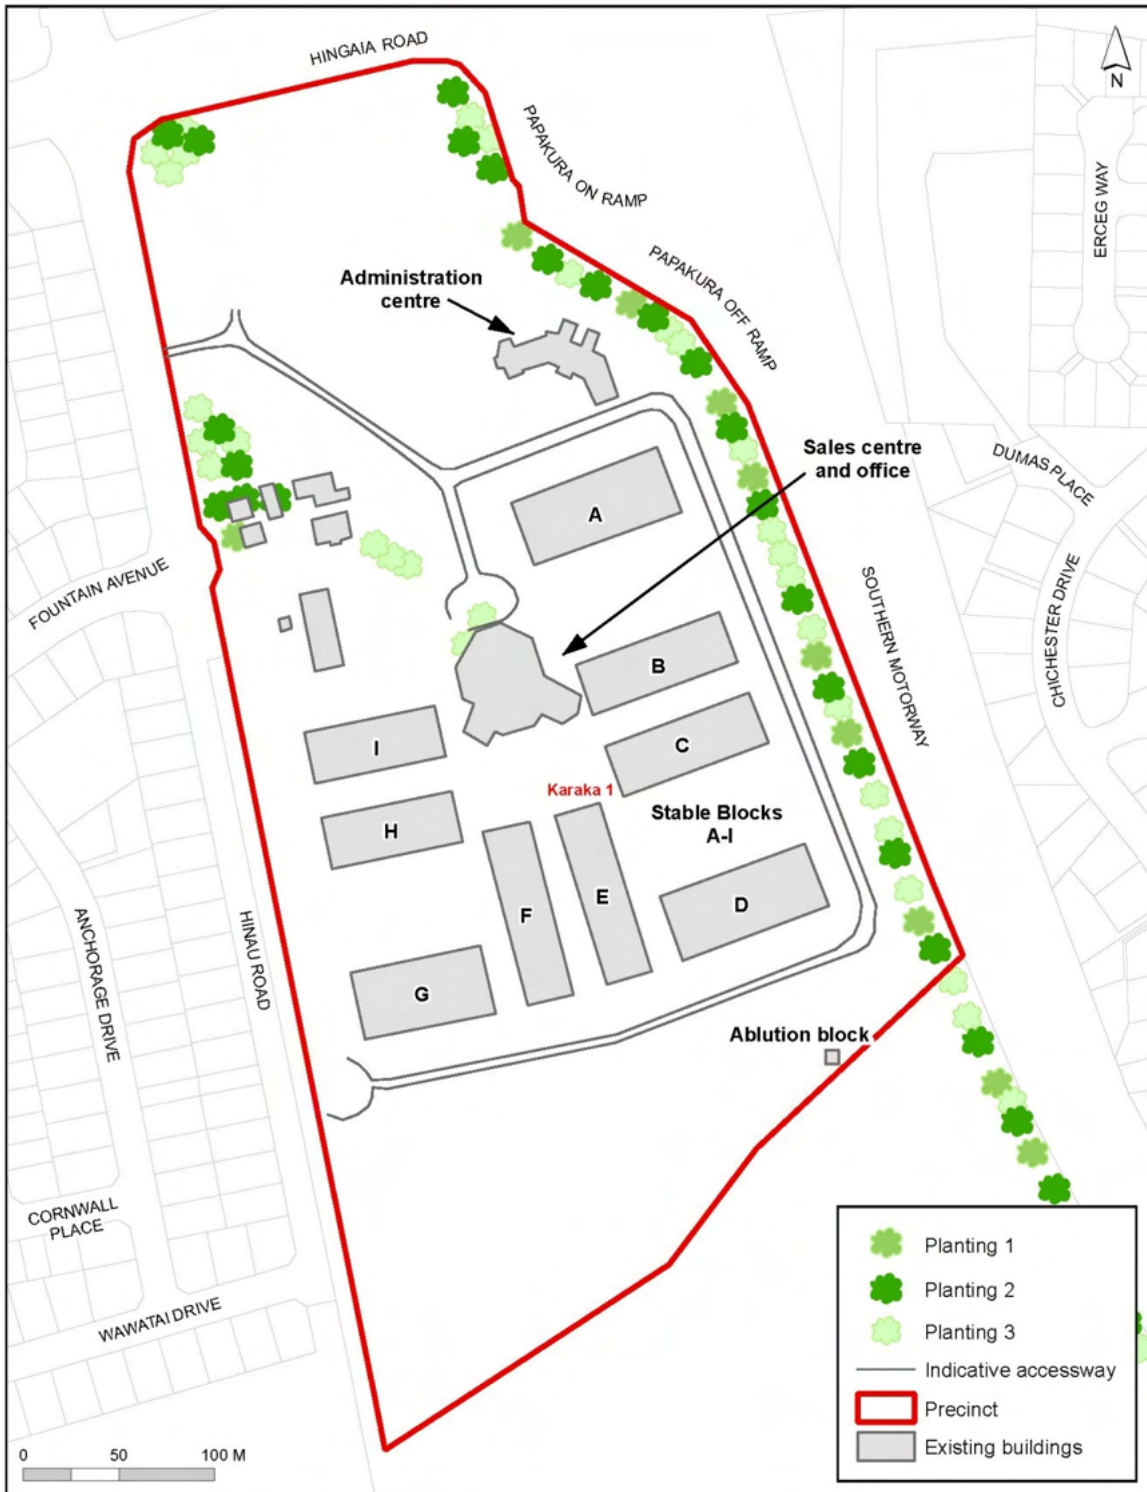 HINGAIA ROAD
N
PAPAKURA ON RAMP
ERCEG WAY
PAPAKURA OFF RAMP
Administration
centre
Sales centre
and office
DUMAS PLACE
A
FOUNTAIN AVENUE
SOUTHERN MOTORWAY
CHICHESTER DRIVE
B
I
C
Karaka 1
Stable Blocks
A-I
H
F
E
D
ANCHORAGE DRIVE
HINAU ROAD
G
Ablution block
CORNWALL
PLACE
WAWATAI DRIVE
Planting 1
Planting 2
Planting 3
Indicative accessway
Precinct
Existing buildings
0 50 100 M